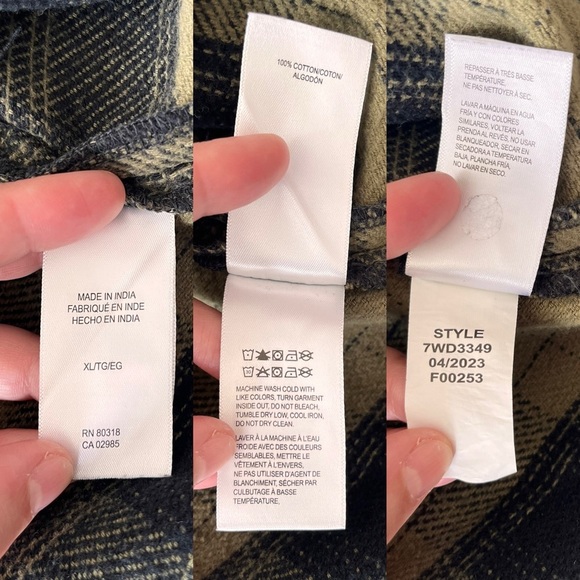 MADE IN INDIA
FABRIQUÉ EN INDE
HECHO EN INDIA
XL/TG/EG
RN 80318
CA 02985
100% COTTON/COTON/
ALGODÓN
MACHINE WASH COLD WITH
LIKE COLORS, TURN GARMENT
INSIDE OUT, DO NOT BLEACH,
TUMBLE DRY LOW, COOL IRON,
DO NOT DRY CLEAN.
LAVER À LA MACHINE À L'EAU
FROIDE AVEC DES COULEURS
SEMBLABLES, METTRE LE
VÊTEMENT À L'ENVERS,
NE PAS UTILISER D'AGENT DE
BLANCHIMENT, SÉCHER PAR
CULBUTAGE À BASSE
TEMPÉRATURE,
REPASSER À TRÈS BASSE
TEMPÉRATURE.
NE PAS NETTOYER À SEC.
LAVAR A MÁQUINA EN AGUA
FRÍA Y CON COLORES
SIMILARES, VOLTEAR LA
PRENDA AL REVÉS, NO USAR
BLANQUEADOR, SECAR EN
SECADORA A TEMPERATURA
BAJA, PLANCHA FRÍA,
NO LAVAR EN SECO.
STYLE
7WD3349
04/2023
F00253